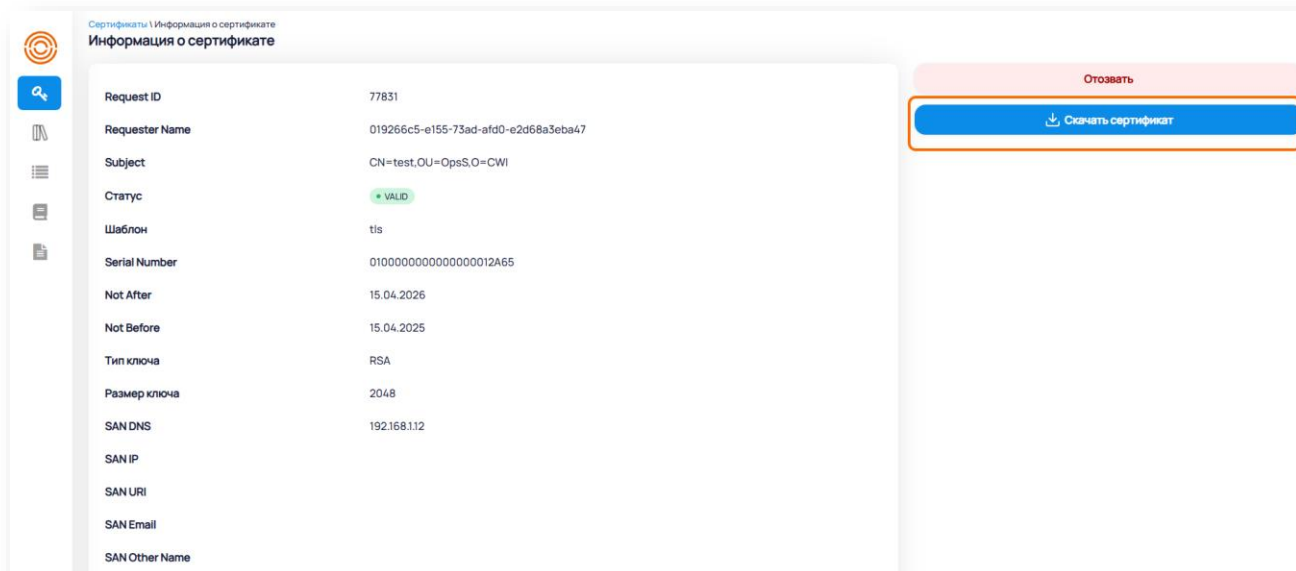 Сертификаты \ Информация о сертификате
Информация о сертификате
Отозвать
Скачать сертификат
Request ID 77831
Requester Name 019266c5-e155-73ad-afd0-e2d68a3eba47
Subject CN=test,OU=OpsS,O=CWI
Статус VALID
Шаблон tls
Serial Number 0100000000000000012A65
Not After 15.04.2026
Not Before 15.04.2025
Тип ключа RSA
Размер ключа 2048
SAN DNS 192.168.1.12
SAN IP
SAN URI
SAN Email
SAN Other Name